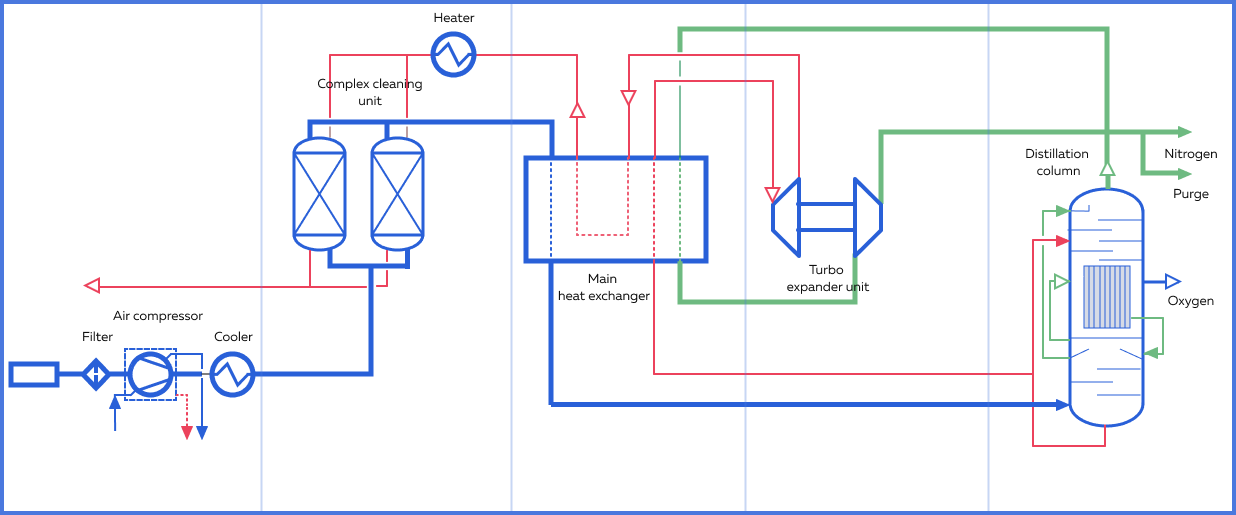 Heater
Complex cleaning
unit
Distillation
column
Nitrogen
Purge
Turbo
expander unit
Main
heat exchanger
Oxygen
Air compressor
Filter
Cooler